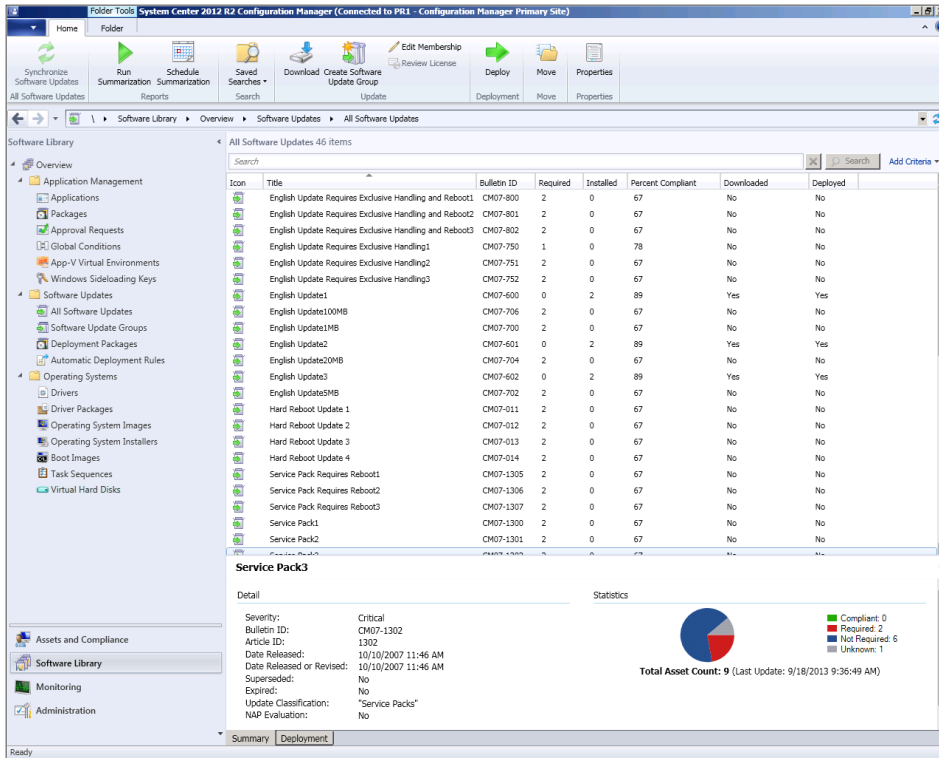 Folder Tools System Center 2012 R2 Configuration Manager (Connected to PR1 - Configuration Manager Primary Site)
Home Folder
Synchronize Software Updates
Run Summarization
Schedule Summarization
Saved Searches
Download
Create Software Update Group
Edit Membership
Review License
Deploy
Move
Properties
All Software Updates Reports Search Update Deployment Move Properties
\ Software Library Overview Software Updates All Software Updates
Software Library
Overview
Application Management
Applications
Packages
Approval Requests
Global Conditions
App-V Virtual Environments
Windows Sideloading Keys
Software Updates
All Software Updates
Software Update Groups
Deployment Packages
Automatic Deployment Rules
Operating Systems
Drivers
Driver Packages
Operating System Images
Operating System Installers
Boot Images
Task Sequences
Virtual Hard Disks
Assets and Compliance
Software Library
Monitoring
Administration
All Software Updates 46 items
Search Search Add Criteria
Icon Title Bulletin ID Required Installed Percent Compliant Downloaded Deployed
English Update Requires Exclusive Handling and Reboot1 CM07-800 2 0 67 No No
English Update Requires Exclusive Handling and Reboot2 CM07-801 2 0 67 No No
English Update Requires Exclusive Handling and Reboot3 CM07-802 2 0 67 No No
English Update Requires Exclusive Handling1 CM07-750 1 0 78 No No
English Update Requires Exclusive Handling2 CM07-751 2 0 67 No No
English Update Requires Exclusive Handling3 CM07-752 2 0 67 No No
English Update1 CM07-600 0 2 89 Yes Yes
English Update100MB CM07-706 2 0 67 No No
English Update1MB CM07-700 2 0 67 No No
English Update2 CM07-601 0 2 89 Yes Yes
English Update20MB CM07-704 2 0 67 No No
English Update3 CM07-602 0 2 89 Yes Yes
English Update5MB CM07-702 2 0 67 No No
Hard Reboot Update 1 CM07-011 2 0 67 No No
Hard Reboot Update 2 CM07-012 2 0 67 No No
Hard Reboot Update 3 CM07-013 2 0 67 No No
Hard Reboot Update 4 CM07-014 2 0 67 No No
Service Pack Requires Reboot1 CM07-1305 2 0 67 No No
Service Pack Requires Reboot2 CM07-1306 2 0 67 No No
Service Pack Requires Reboot3 CM07-1307 2 0 67 No No
Service Pack1 CM07-1300 2 0 67 No No
Service Pack2 CM07-1301 2 0 67 No No
Service Pack3 CM07-1302 2 0 67 No No
Service Pack3
Detail
Severity: Critical
Bulletin ID: CM07-1302
Article ID: 1302
Date Released: 10/10/2007 11:46 AM
Date Released or Revised: 10/10/2007 11:46 AM
Superseded: No
Expired: No
Update Classification: "Service Packs"
NAP Evaluation: No
Statistics
Compliant: 0
Required: 2
Not Required: 6
Unknown: 1
Total Asset Count: 9 (Last Update: 9/18/2013 9:36:49 AM)
Summary Deployment
Ready